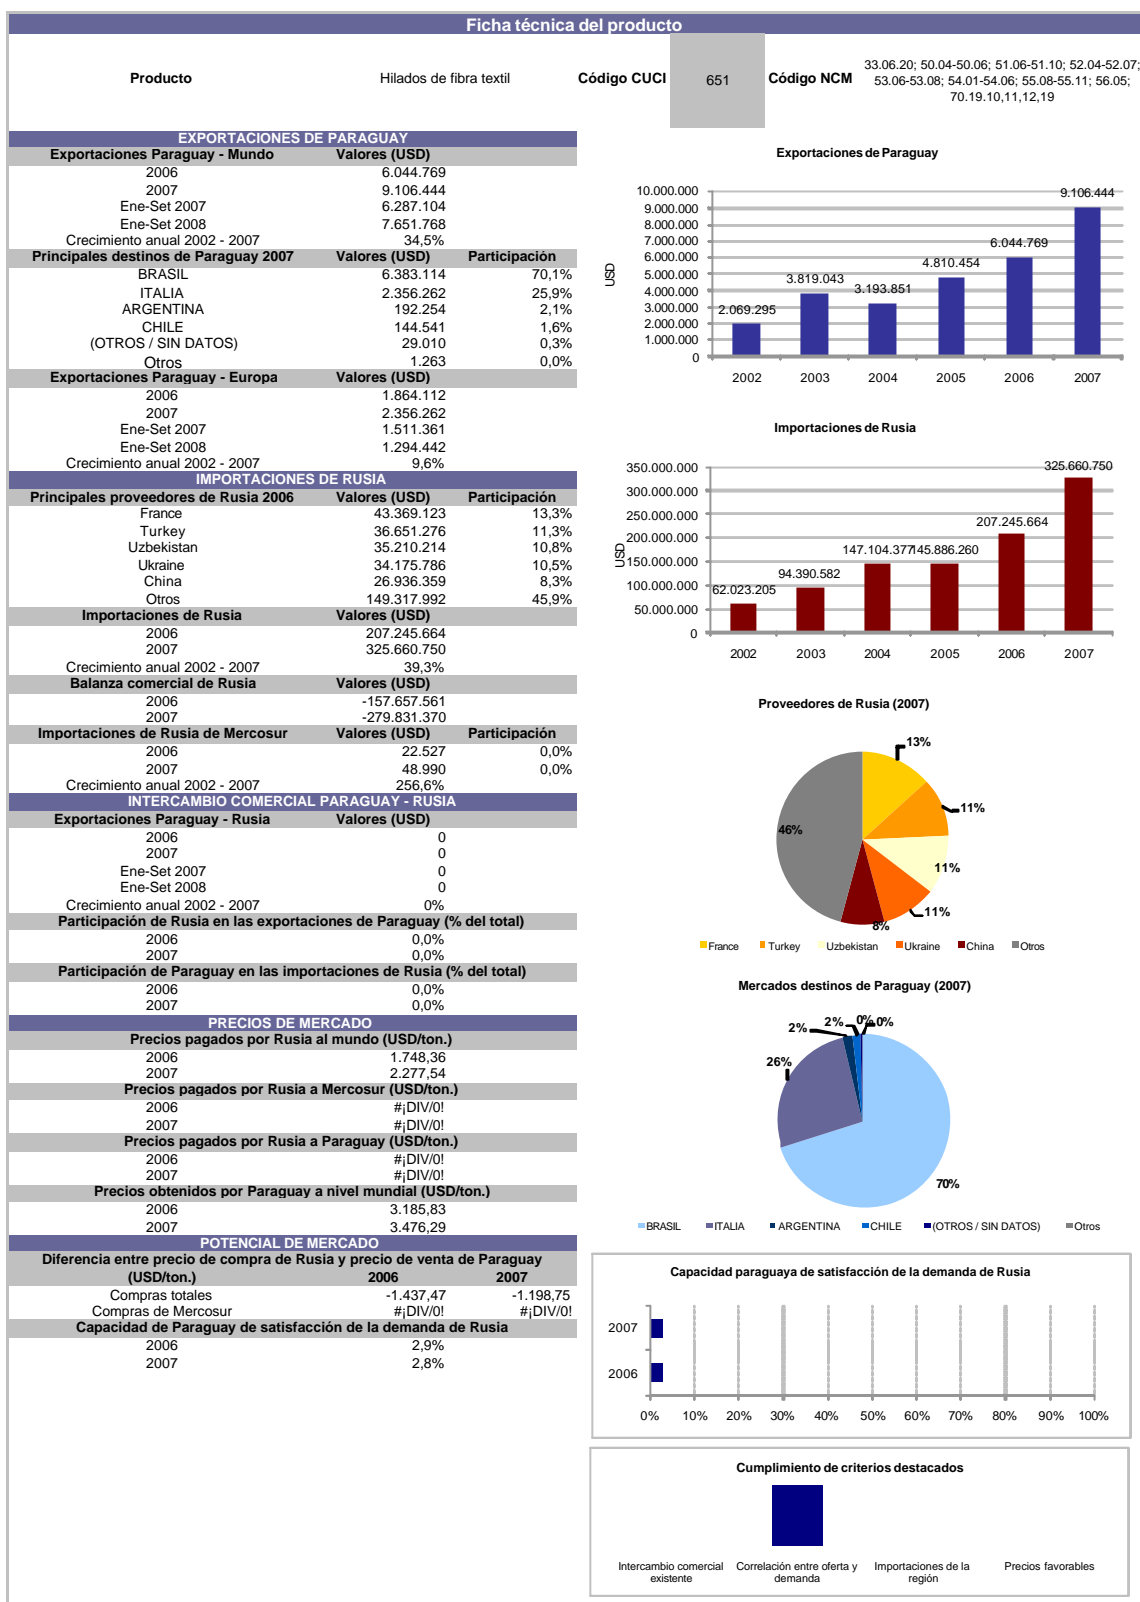 Ficha técnica del producto
Producto Hilados de fibra textil Código CUCI 651 Código NCM
33.06.20; 50.04-50.06; 51.06-51.10; 52.04-52.07;
53.06-53.08; 54.01-54.06; 55.08-55.11; 56.05;
70.19.10,11,12,19
EXPORTACIONES DE PARAGUAY
Exportaciones Paraguay - Mundo Valores (USD)
2006 6.044.769
2007 9.106.444
Ene-Set 2007 6.287.104
Ene-Set 2008 7.651.768
Crecimiento anual 2002 - 2007 34,5%
Principales destinos de Paraguay 2007 Valores (USD) Participación
BRASIL 6.383.114 70,1%
ITALIA 2.356.262 25,9%
ARGENTINA 192.254 2,1%
CHILE 144.541 1,6%
(OTROS / SIN DATOS) 29.010 0,3%
Otros 1.263 0,0%
Exportaciones Paraguay - Europa Valores (USD)
2006 1.864.112
2007 2.356.262
Ene-Set 2007 1.511.361
Ene-Set 2008 1.294.442
Crecimiento anual 2002 - 2007 9,6%
IMPORTACIONES DE RUSIA
Principales proveedores de Rusia 2006 Valores (USD) Participación
France 43.369.123 13,3%
Turkey 36.651.276 11,3%
Uzbekistan 35.210.214 10,8%
Ukraine 34.175.786 10,5%
China 26.936.359 8,3%
Otros 149.317.992 45,9%
Importaciones de Rusia Valores (USD)
2006 207.245.664
2007 325.660.750
Crecimiento anual 2002 - 2007 39,3%
Balanza comercial de Rusia Valores (USD)
2006 -157.657.561
2007 -279.831.370
Importaciones de Rusia de Mercosur Valores (USD) Participación
2006 22.527 0,0%
2007 48.990 0,0%
Crecimiento anual 2002 - 2007 256,6%
INTERCAMBIO COMERCIAL PARAGUAY - RUSIA
Exportaciones Paraguay - Rusia Valores (USD)
2006 0
2007 0
Ene-Set 2007 0
Ene-Set 2008 0
Crecimiento anual 2002 - 2007 0%
Participación de Rusia en las exportaciones de Paraguay (% del total)
2006 0,0%
2007 0,0%
Participación de Paraguay en las importaciones de Rusia (% del total)
2006 0,0%
2007 0,0%
PRECIOS DE MERCADO
Precios pagados por Rusia al mundo (USD/ton.)
2006 1.748,36
2007 2.277,54
Precios pagados por Rusia a Mercosur (USD/ton.)
2006 #¡DIV/0!
2007 #¡DIV/0!
Precios pagados por Rusia a Paraguay (USD/ton.)
2006 #¡DIV/0!
2007 #¡DIV/0!
Precios obtenidos por Paraguay a nivel mundial (USD/ton.)
2006 3.185,83
2007 3.476,29
POTENCIAL DE MERCADO
Diferencia entre precio de compra de Rusia y precio de venta de Paraguay
(USD/ton.) 2006 2007
Compras totales -1.437,47 -1.198,75
Compras de Mercosur #¡DIV/0! #¡DIV/0!
Capacidad de Paraguay de satisfacción de la demanda de Rusia
2006 2,9%
2007 2,8%
Exportaciones de Paraguay
10.000.000
9.000.000
8.000.000
7.000.000
6.000.000
5.000.000
4.000.000
3.000.000
2.000.000
1.000.000
0
USD
2.069.295
3.819.043
3.193.851
4.810.454
6.044.769
9.106.444
2002 2003 2004 2005 2006 2007
Importaciones de Rusia
350.000.000
300.000.000
250.000.000
200.000.000
150.000.000
100.000.000
50.000.000
0
USD
62.023.205
94.390.582
147.104.377
145.886.260
207.245.664
325.660.750
2002 2003 2004 2005 2006 2007
Proveedores de Rusia (2007)
13%
11%
11%
11%
8%
46%
France Turkey Uzbekistan Ukraine China Otros
Mercados destinos de Paraguay (2007)
2% 2% 0% 0%
26%
70%
BRASIL ITALIA ARGENTINA CHILE (OTROS / SIN DATOS) Otros
Capacidad paraguaya de satisfacción de la demanda de Rusia
2007
2006
0% 10% 20% 30% 40% 50% 60% 70% 80% 90% 100%
Cumplimiento de criterios destacados
Intercambio comercial Correlación entre oferta y Importaciones de la Precios favorables
existente demanda región